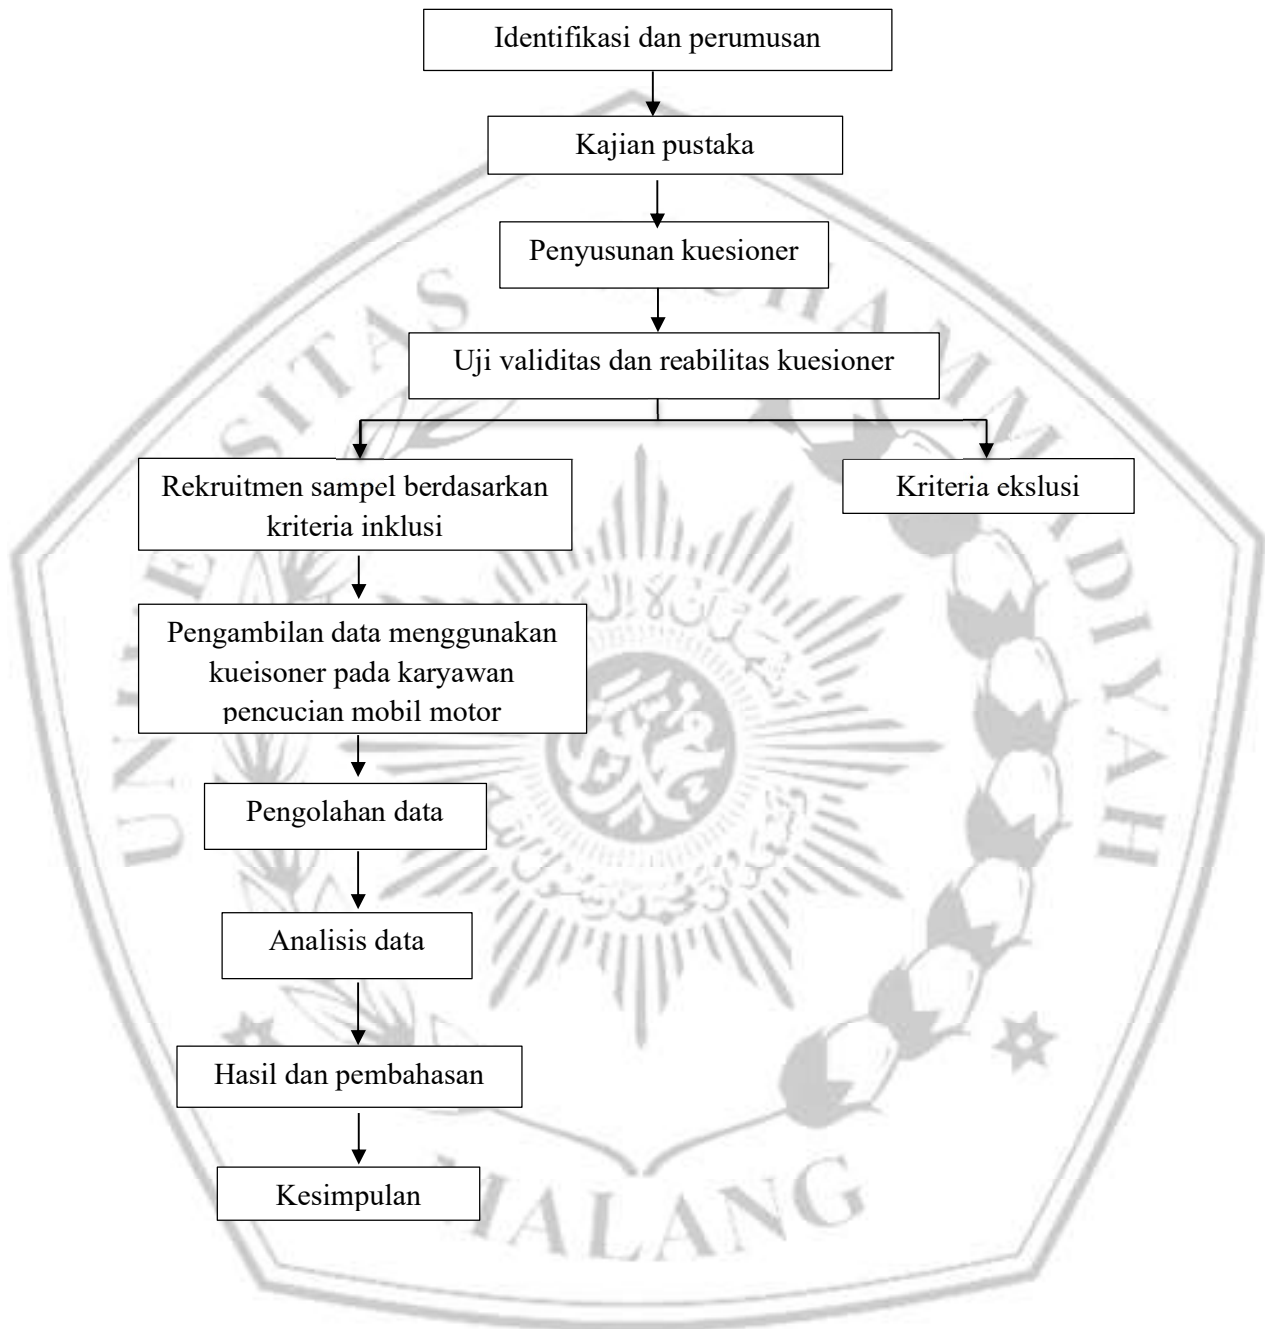 Identifikasi dan perumusan
Kajian pustaka
Penyusunan kuesioner
Uji validitas dan reabilitas kuesioner
Rekruitmen sampel berdasarkan
kriteria inklusi
Kriteria ekslusi
Pengambilan data menggunakan
kueisoner pada karyawan
pencucian mobil motor
Pengolahan data
Analisis data
Hasil dan pembahasan
Kesimpulan
MALANG